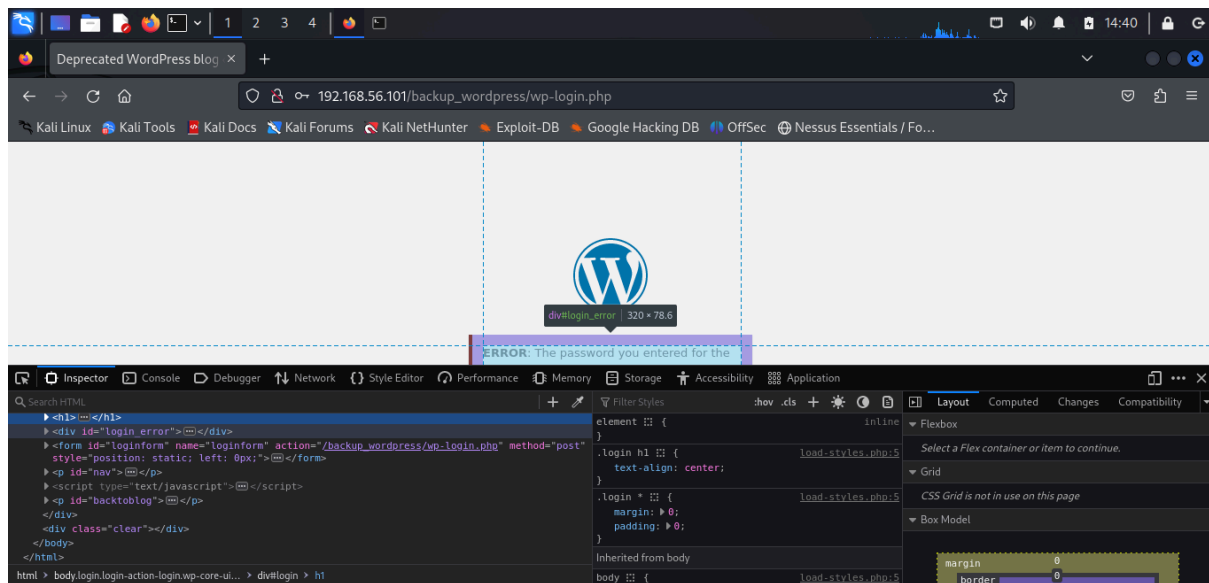 1 2 3 4 14:40
Deprecated WordPress blog
192.168.56.101/backup_wordpress/wp-login.php
Kali Linux Kali Tools Kali Docs Kali Forums Kali NetHunter Exploit-DB Google Hacking DB OffSec Nessus Essentials / Fo…
div#login_error 320 × 78.6
ERROR: The password you entered for the
Inspector Console Debugger Network Style Editor Performance Memory Storage Accessibility Application
Search HTML
<h1></h1>
<div id="login_error"></div>
<form id="loginform" name="loginform" action="/backup_wordpress/wp-login.php" method="post"
style="position: static; left: 0px;"></form>
<p id="nav"></p>
<script type="text/javascript"></script>
<p id="backtoblog"></p>
</div>
<div class="clear"></div>
</body>
</html>
html > body.login.login-action-login.wp-core-ui… > div#login > h1
Filter Styles :hov .cls
element { inline
}
.login h1 { load-styles.php:5
text-align: center;
}
.login * { load-styles.php:5
margin: 0;
padding: 0;
}
Inherited from body
body { load-styles.php:5
Layout Computed Changes Compatibility
Flexbox
Select a Flex container or item to continue.
Grid
CSS Grid is not in use on this page
Box Model
margin 0
border 0